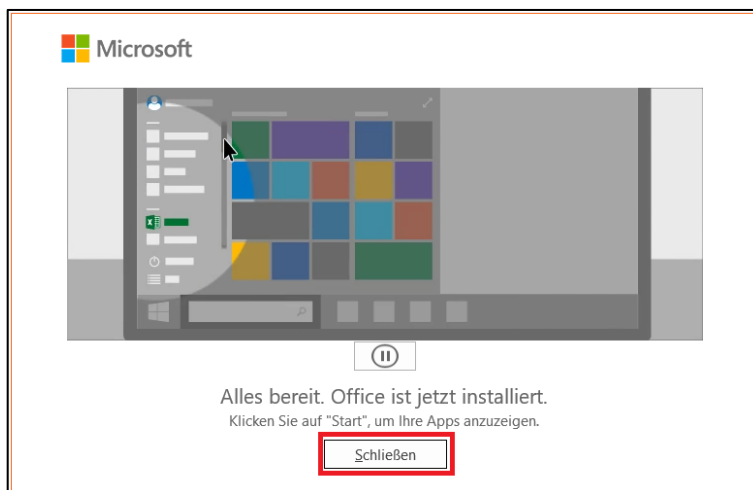 Microsoft
Alles bereit. Office ist jetzt installiert.
Klicken Sie auf "Start", um Ihre Apps anzuzeigen.
Schließen